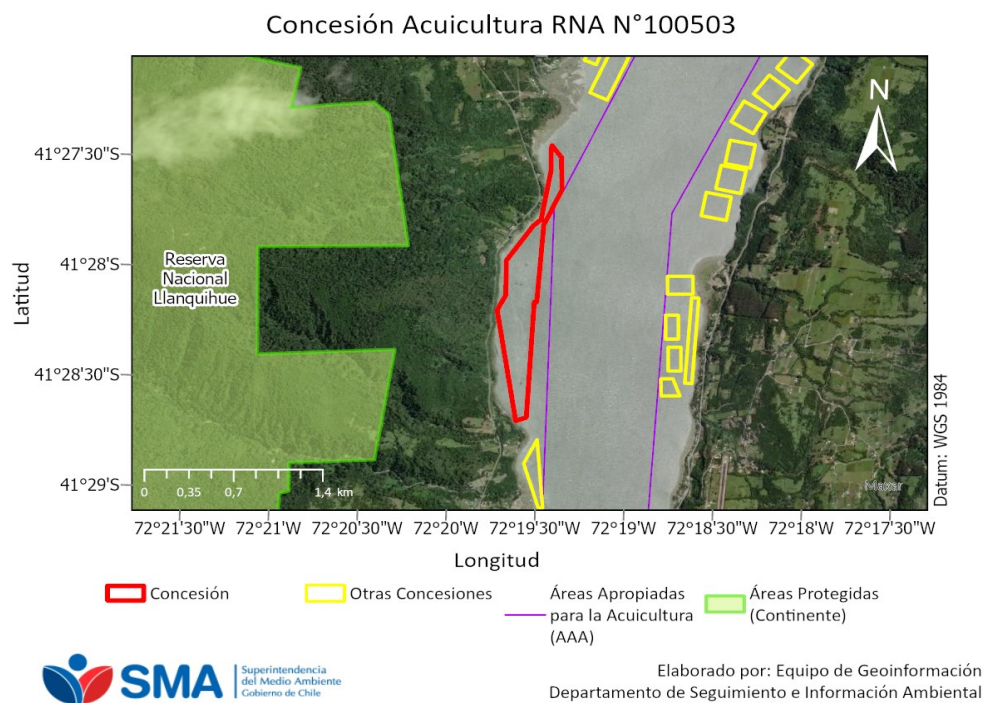 Concesión Acuicultura RNA N°100503
N
41°27'30"S
41°28'S
41°28'30"S
41°29'S
Latitud
Reserva
Nacional
Llanquihue
0 0,35 0,7 1,4 km
Maxar
Datum: WGS 1984
72°21'30"W 72°21'W 72°20'30"W 72°20'W 72°19'30"W 72°19'W 72°18'30"W 72°18'W 72°17'30"W
Longitud
Concesión
Otras Concesiones
Áreas Apropiadas
para la Acuicultura
(AAA)
Áreas Protegidas
(Continente)
SMA
Superintendencia
del Medio Ambiente
Gobierno de Chile
Elaborado por: Equipo de Geoinformación
Departamento de Seguimiento e Información Ambiental